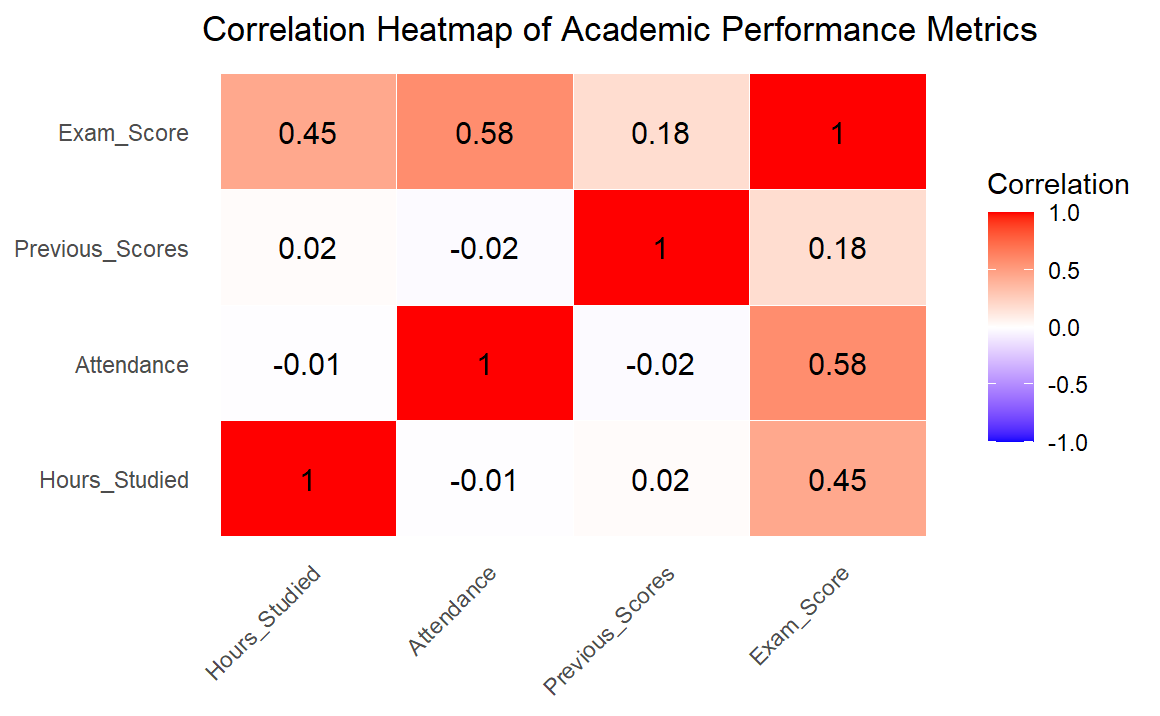 Correlation Heatmap of Academic Performance Metrics
Exam_Score
0.45
0.58
0.18
1
Previous_Scores
0.02
-0.02
1
0.18
Attendance
-0.01
1
-0.02
0.58
Hours_Studied
1
-0.01
0.02
0.45
Hours_Studied
Attendance
Previous_Scores
Exam_Score
Correlation
1.0
0.5
0.0
-0.5
-1.0